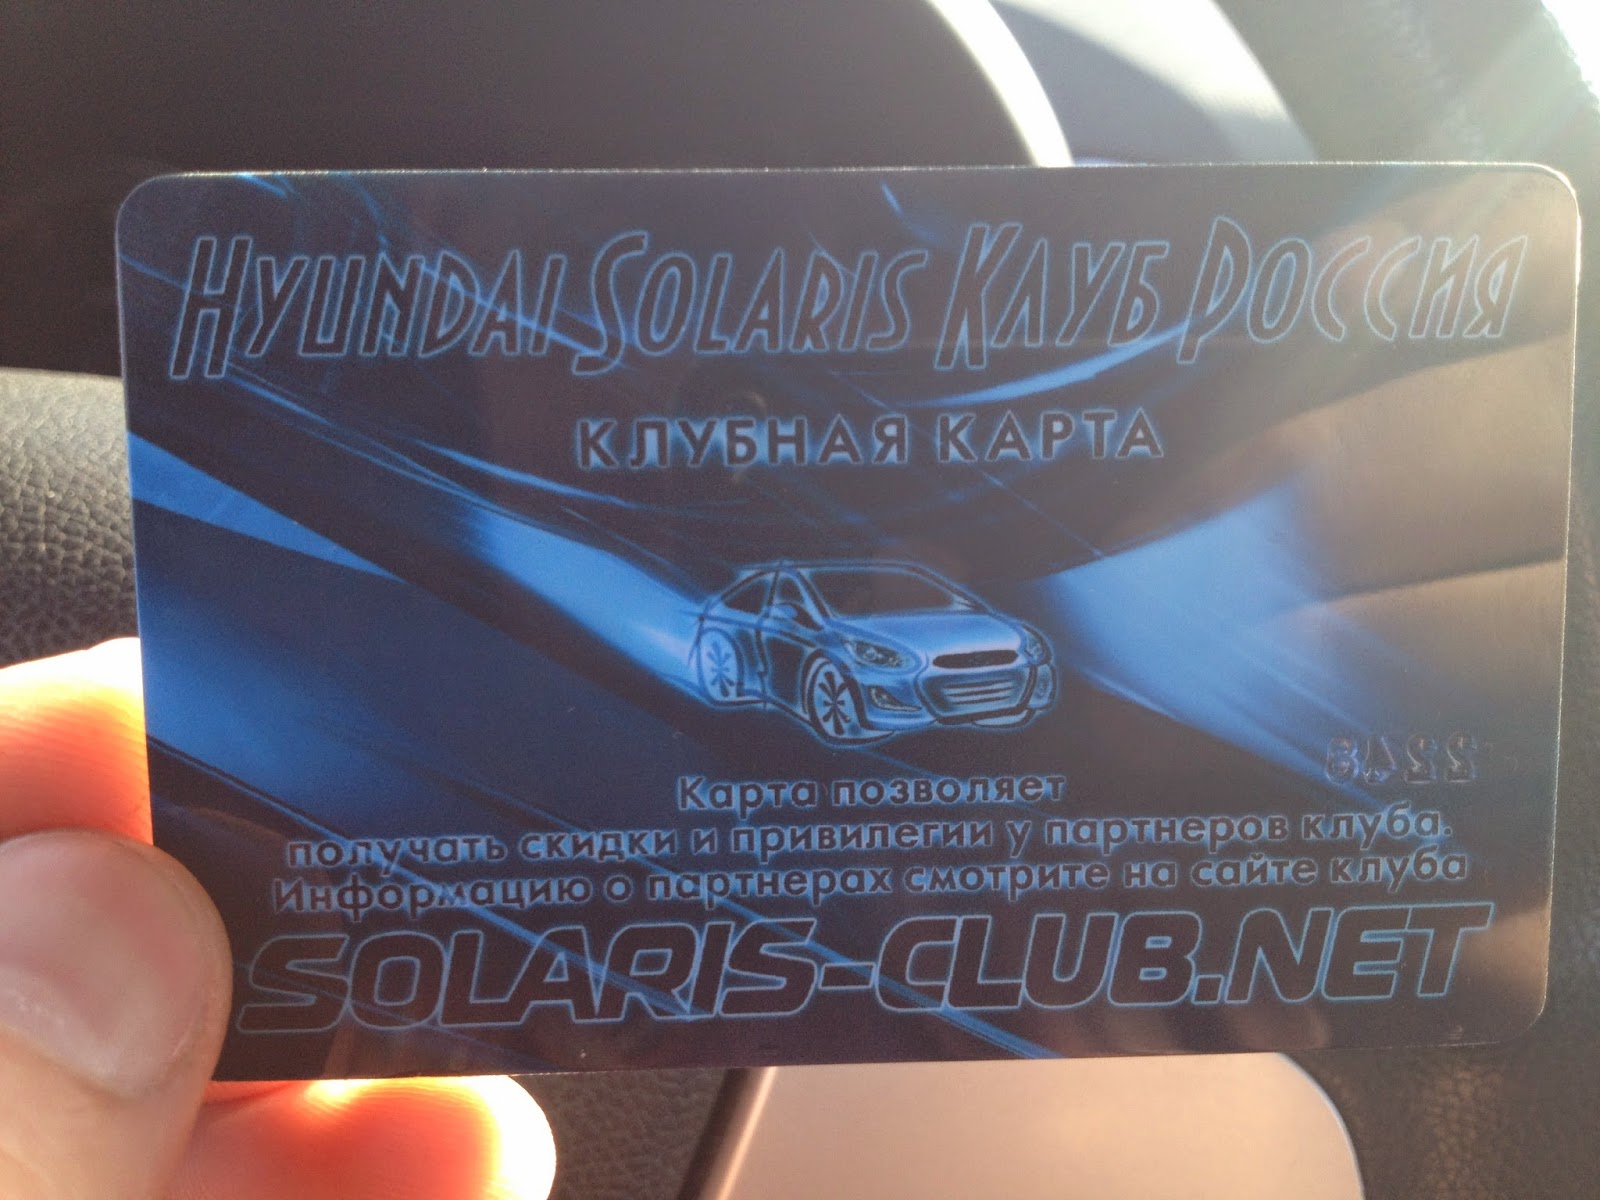 HYUNDAI SOLARIS КЛУБ РОССИЯ
КЛУБНАЯ КАРТА
2248
Карта позволяет
получать скидки и привилегии у партнеров клуба.
Информацию о партнерах смотрите на сайте клуба
SOLARIS-CLUB.NET